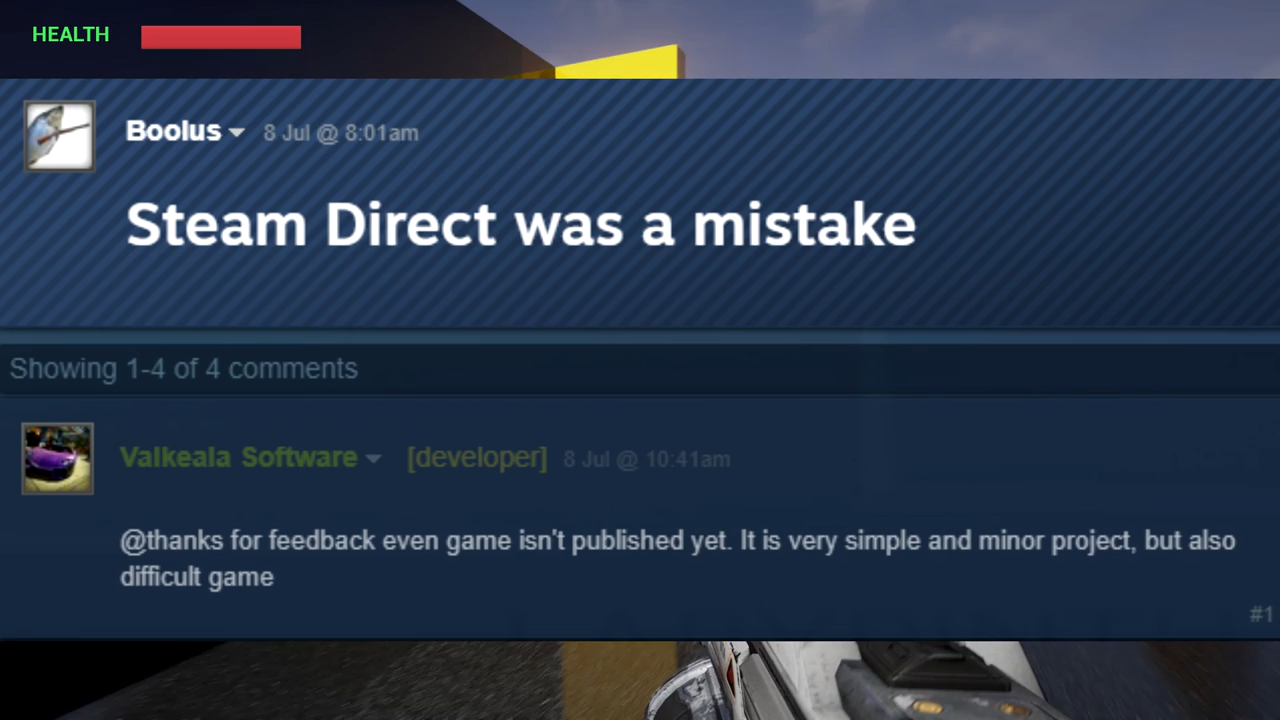 HEALTH
Boolus 8 Jul @ 8:01am
Steam Direct was a mistake
Showing 1-4 of 4 comments
Valkeala Software [developer] 8 Jul @ 10:41am
@thanks for feedback even game isn't published yet. It is very simple and minor project, but also
difficult game
#1